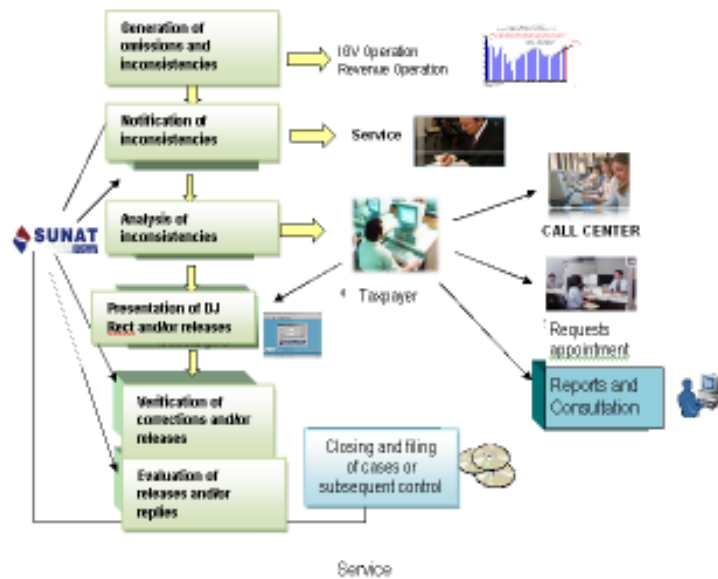 Generation of
omissions and
inconsistencies
IGV Operation
Revenue Operation
Notification of
inconsistencies
Service
SUNAT
Analysis of
inconsistencies
CALL CENTER
Taxpayer
Presentation of DJ
Rect and/or releases
Requests
appointment
Verification of
corrections and/or
releases
Reports and
Consultation
Evaluation of
releases and/or
replies
Closing and filing
of cases or
subsequent control
Service